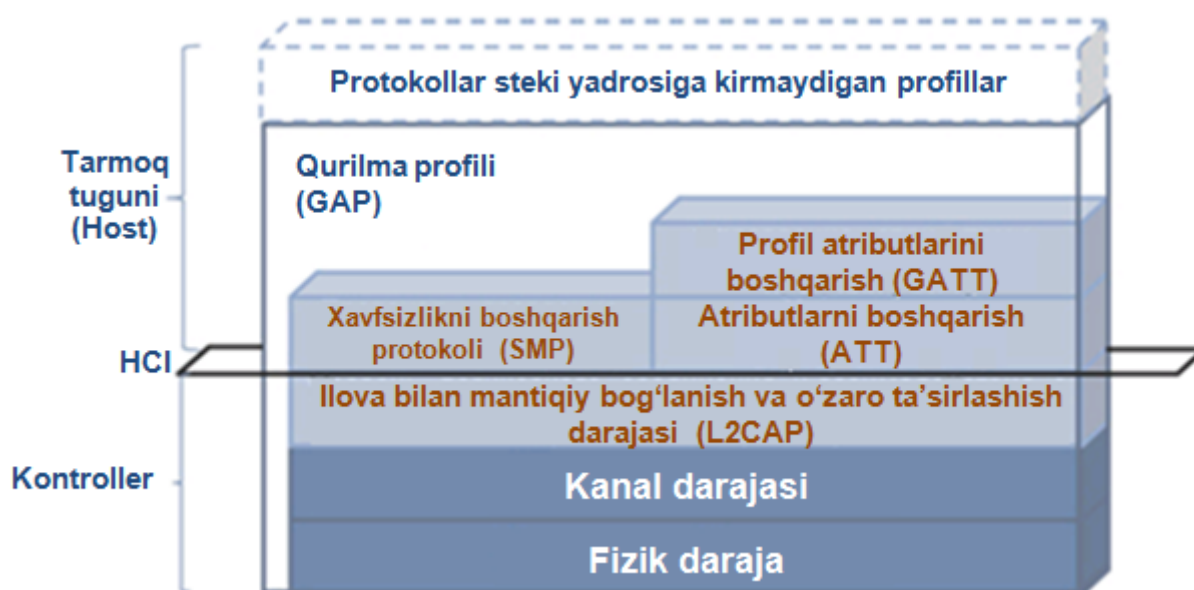 Protokollar steki yadrosiga kirmaydigan profillar
Tarmoq
tuguni
(Host)
Qurilma profili
(GAP)
Profil atributlarini
boshqarish (GATT)
Xavfsizlikni boshqarish
protokoli (SMP)
Atributlarni boshqarish
(ATT)
HCI
Ilova bilan mantiqiy bog‘lanish va o‘zaro ta’sirlashish
darajasi (L2CAP)
Kontroller
Kanal darajasi
Fizik daraja